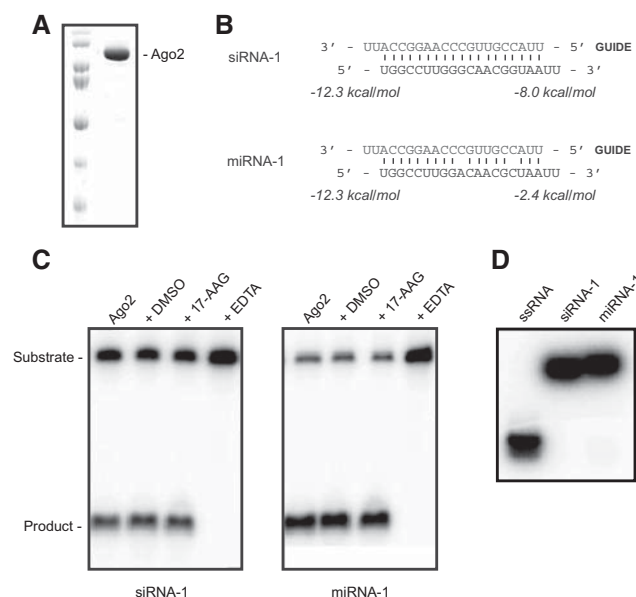 A
- Ago2
B
3′ - UUACCGGAACCCGUUGCCAUU - 5′ GUIDE
siRNA-1
5′ - UGGCCUUGGGCAACGGUAAUU - 3′
-12.3 kcal/mol -8.0 kcal/mol
3′ - UUACCGGAACCCGUUGCCAUU - 5′ GUIDE
miRNA-1
5′ - UGGCCUUGGACAACGCUAAUU - 3′
-12.3 kcal/mol -2.4 kcal/mol
C
Ago2 + DMSO + 17-AAG + EDTA
Ago2 + DMSO + 17-AAG + EDTA
Substrate -
Product -
siRNA-1
miRNA-1
D
ssRNA siRNA-1 miRNA-1